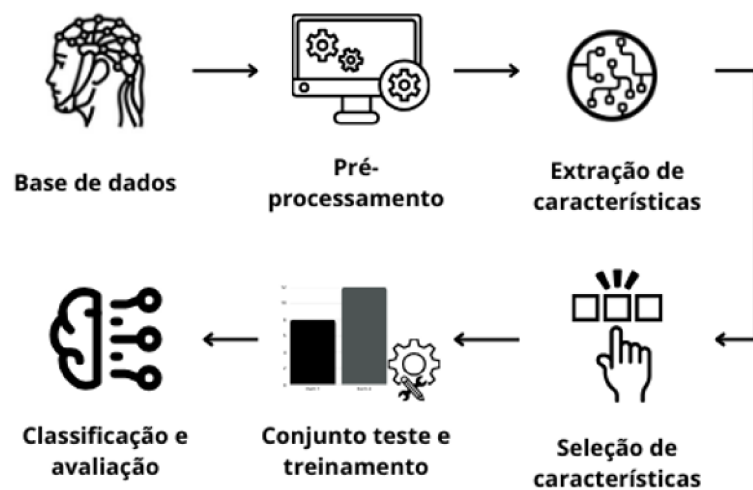 Base de dados
Pré-
processamento
Extração de
características
Seleção de
características
Conjunto teste e
treinamento
Classificação e
avaliação